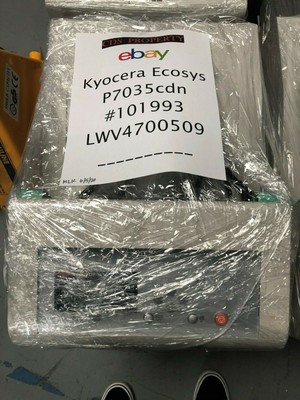 CDS PROPERTY
ebay
Kyocera Ecosys
P7035cdn
#101993
LWV4700509
----------